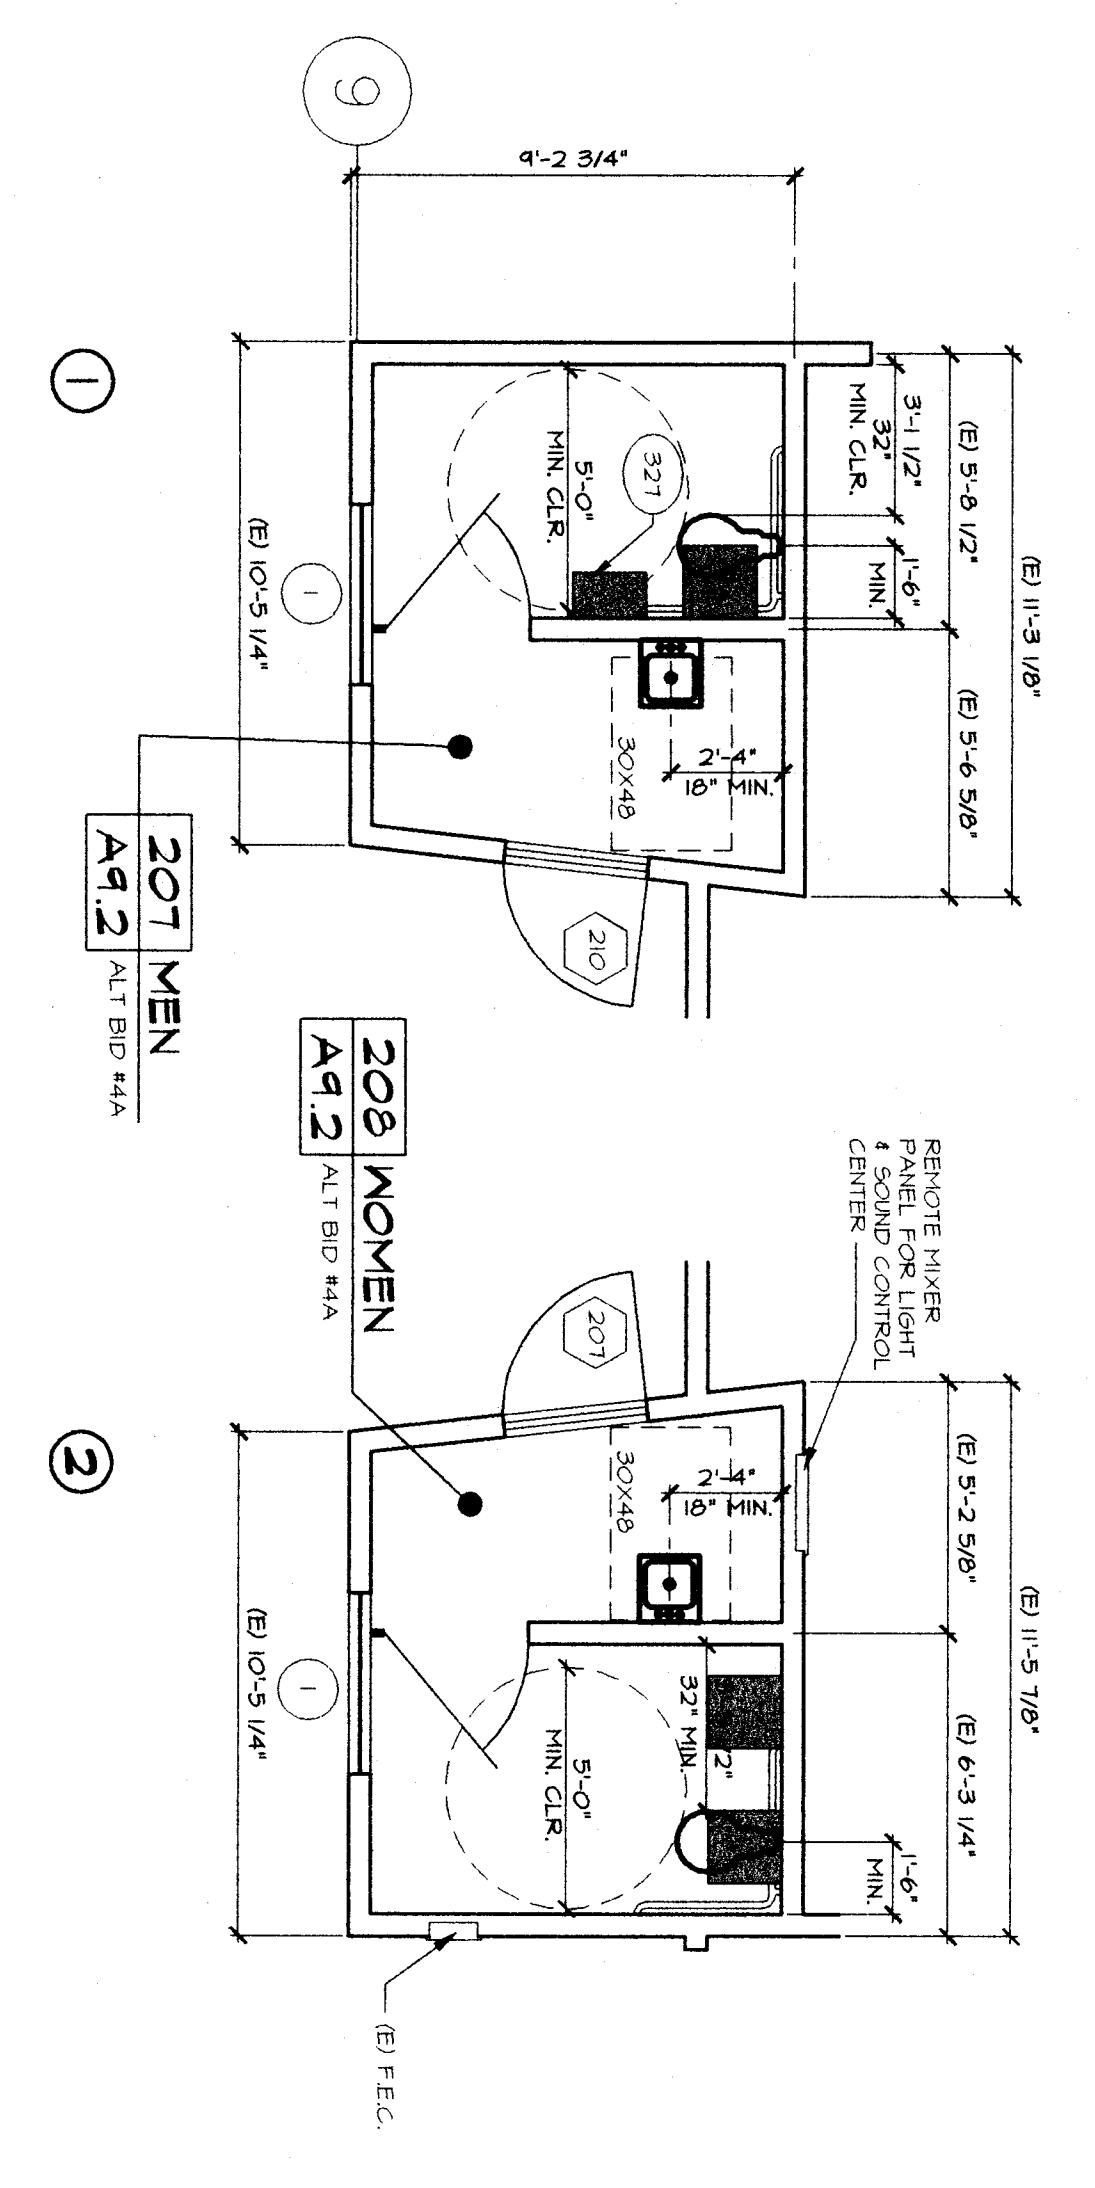 9
9'-2 3/4"
(E) 11'-3 1/8"
(E) 5'-8 1/2"
(E) 5'-6 5/8"
3'-1 1/2"
32"
MIN. CLR.
1'-6"
MIN.
327
5'-0"
MIN. CLR.
2'-4"
18" MIN.
30X48
210
1
(E) 10'-5 1/4"
207 MEN
A9.2 ALT BID #4A
1
REMOTE MIXER
PANEL FOR LIGHT
& SOUND CONTROL
CENTER
(E) 11'-5 7/8"
(E) 5'-2 5/8"
(E) 6'-3 1/4"
1'-6"
MIN.
2'-4"
18" MIN.
30X48
207
32" MIN.
5'-0"
MIN. CLR.
208 WOMEN
A9.2 ALT BID #4A
1
(E) 10'-5 1/4"
(E) F.E.C.
2